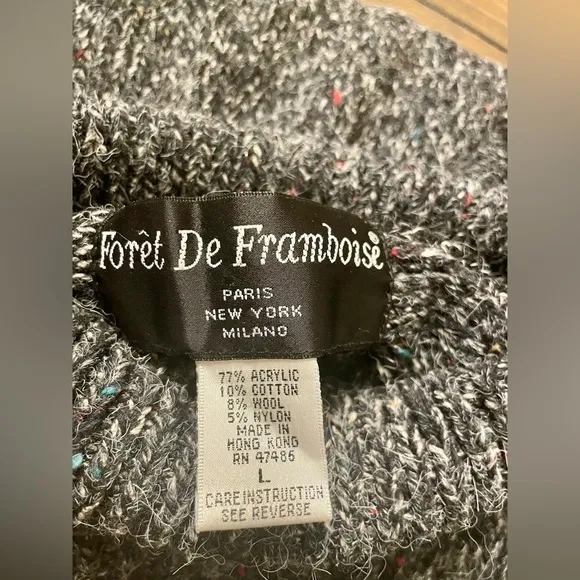 Forêt De Framboise
PARIS
NEW YORK
MILANO
77% ACRYLIC
10% COTTON
8% WOOL
5% NYLON
MADE IN
HONG KONG
RN 47486
L
CARE INSTRUCTION
SEE REVERSE